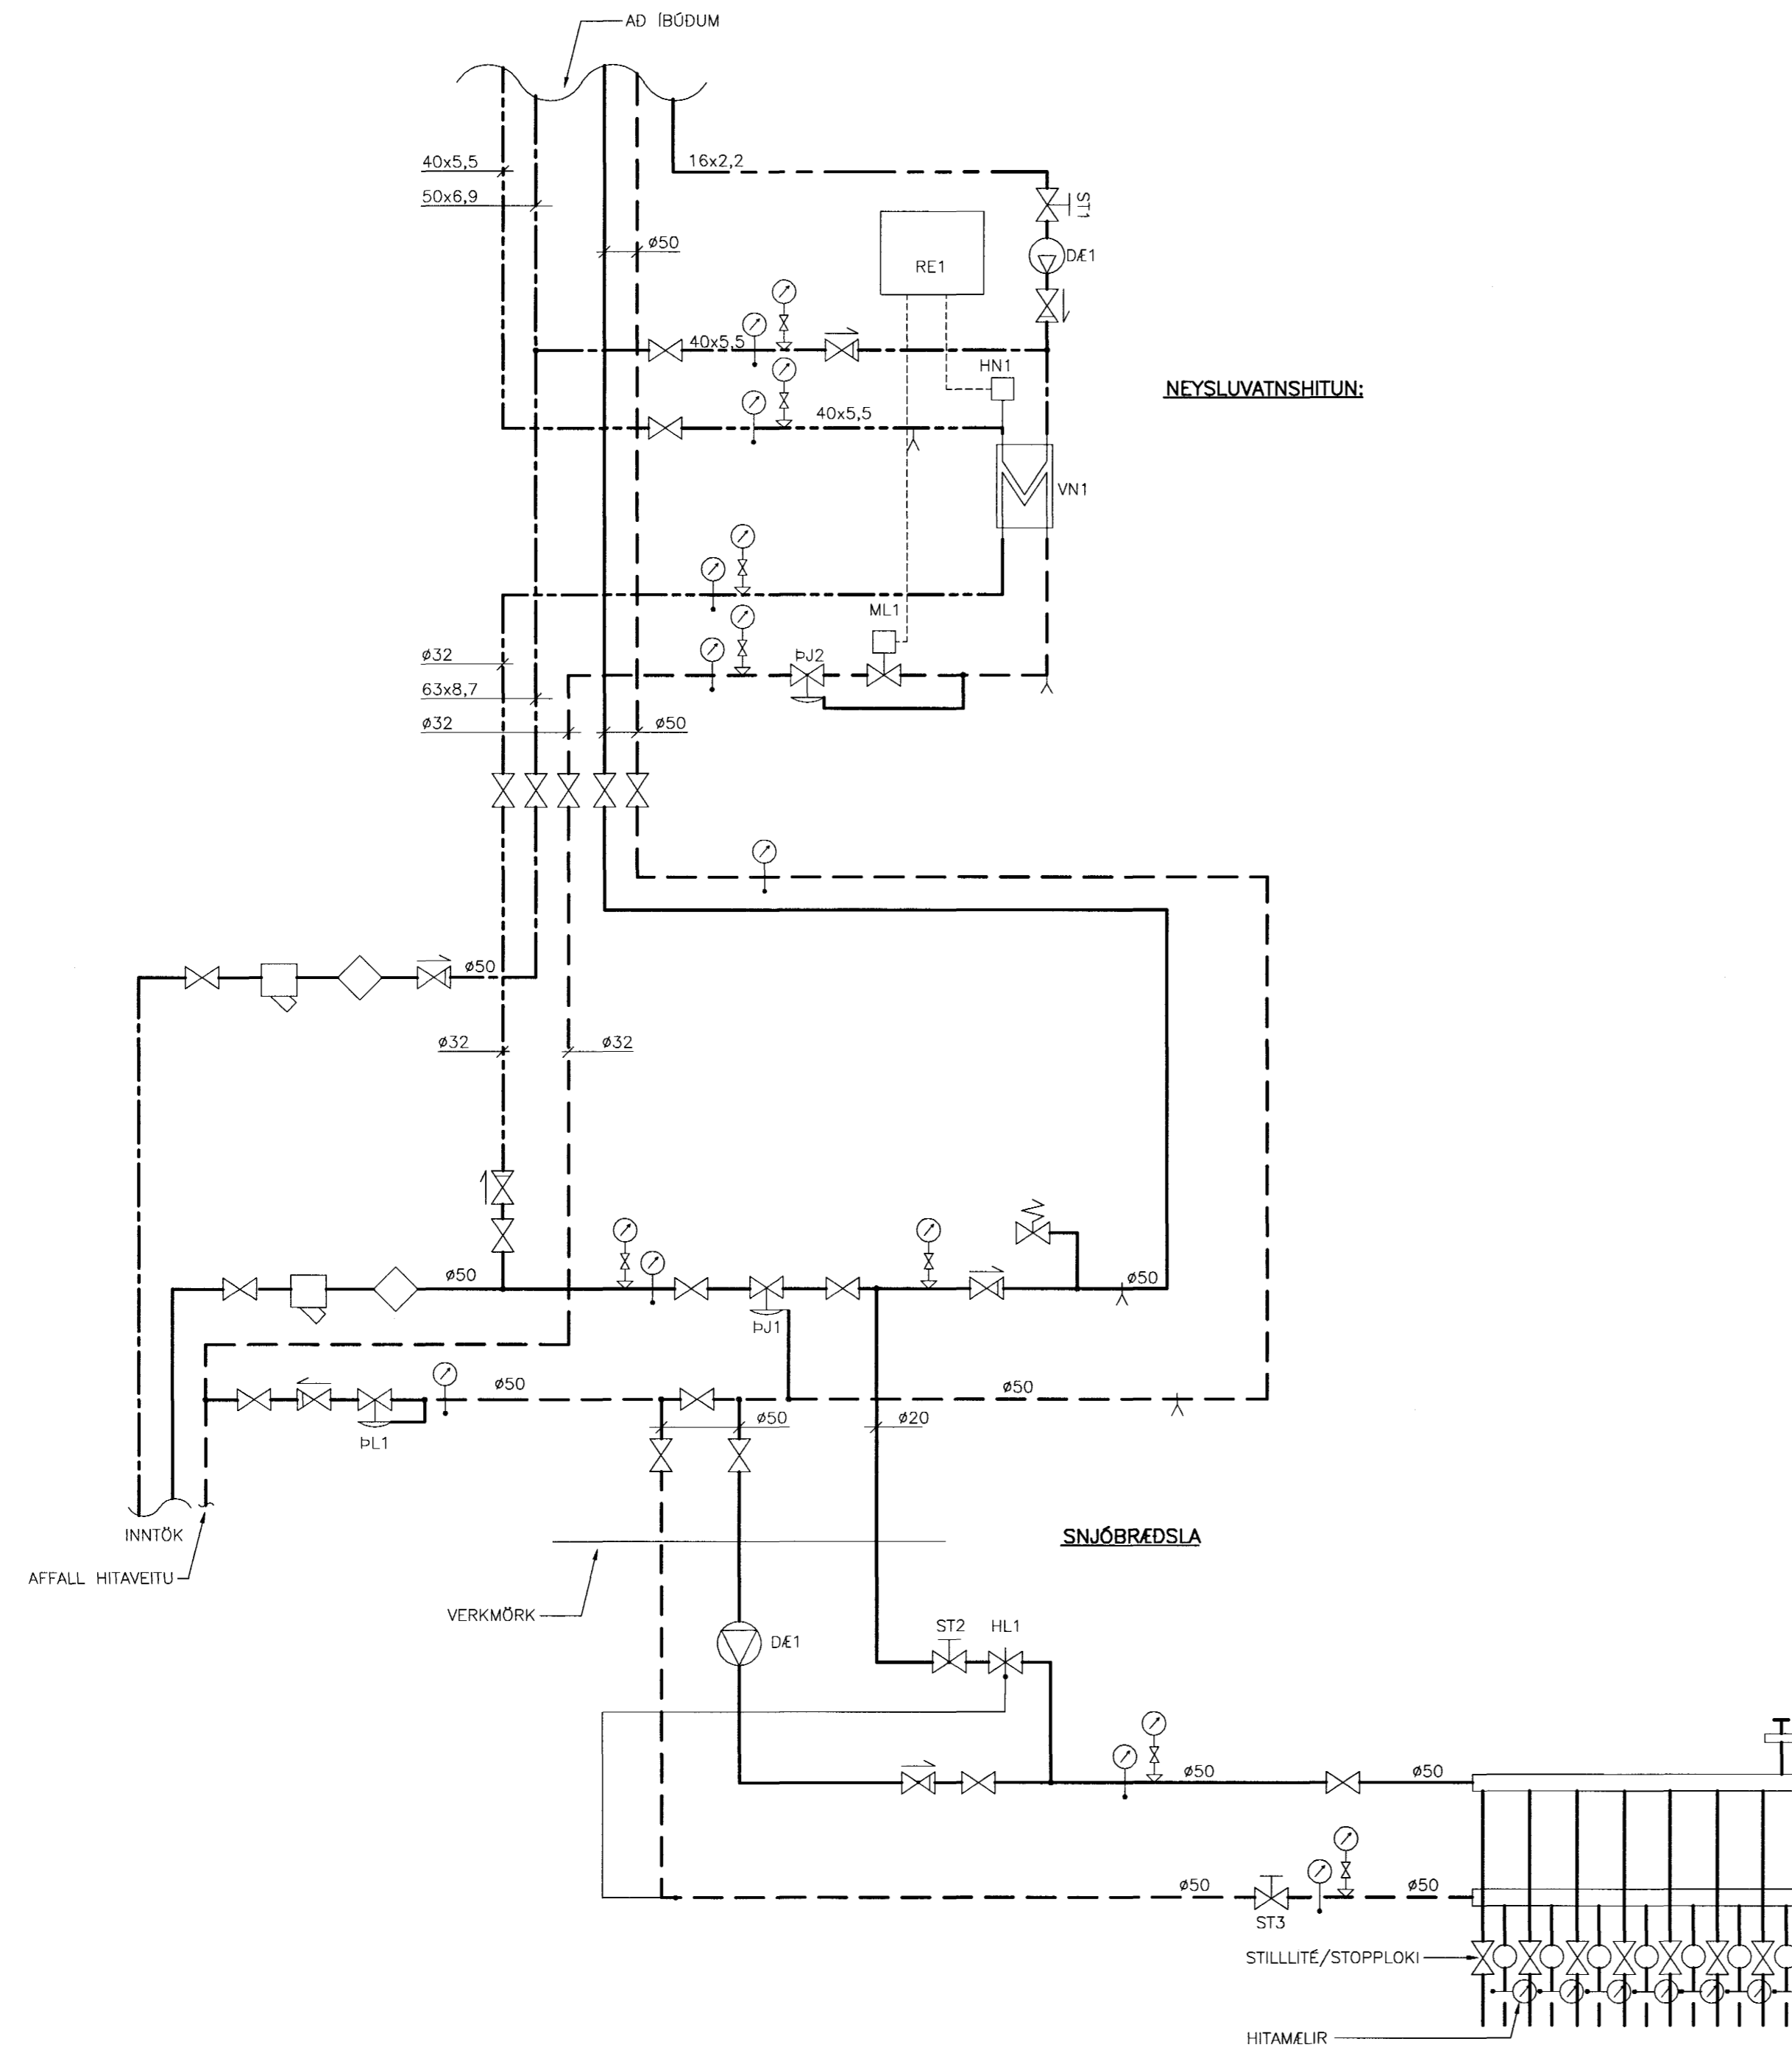 AÐ ÍBÚÐUM
40x5,5
16x2,2
50x6,9
ST1
ø50
DÆ1
RE1
40x5,5
HN1
NEYSLUVATNSHITUN:
40x5,5
VN1
ML1
ø32
ÞJ2
63x8,7
ø32
ø50
ø50
ø32
ø32
ø50
ø50
ÞJ1
ø50
ø50
ø50
ø20
ÞL1
INNTÖK
SNJÓBRÆÐSLA
AFFALL HITAVEITU
VERKMÖRK
ST2
HL1
DÆ1
ø50
ø50
ø50
ø50
ST3
STILLLITÉ/STOPPLOKI
HITAMÆLIR